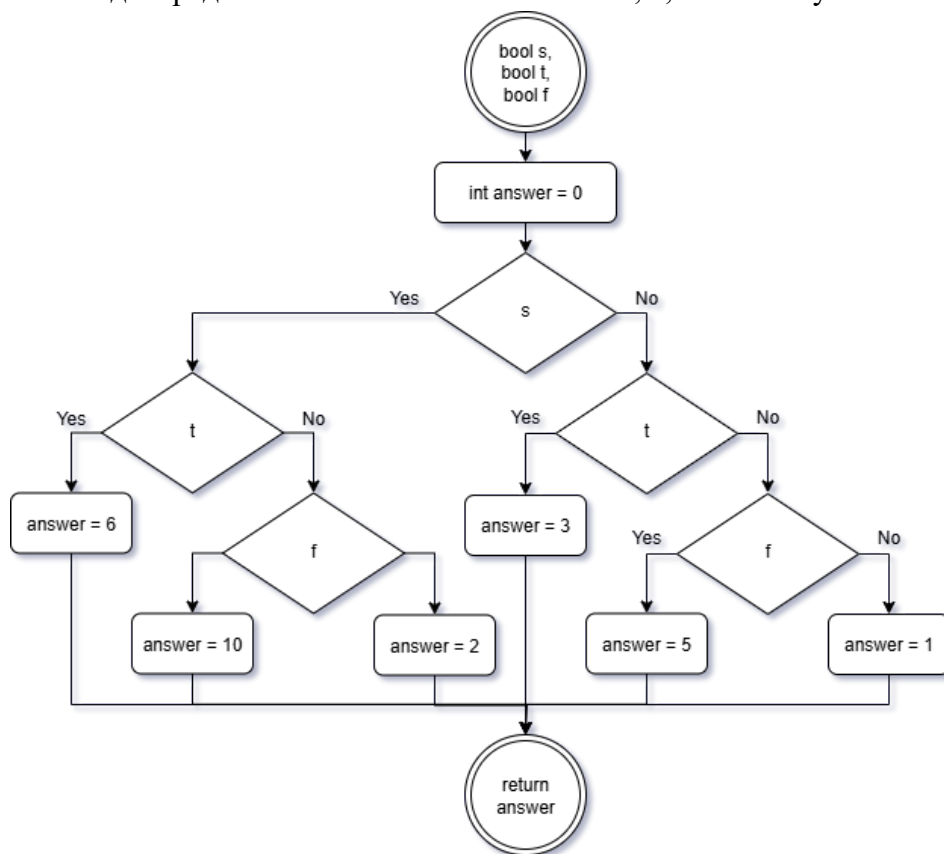 bool s,
bool t,
bool f
int answer = 0
s
Yes
No
t
Yes
No
t
Yes
No
answer = 6
f
answer = 3
f
Yes
No
answer = 10
answer = 2
answer = 5
answer = 1
return
answer